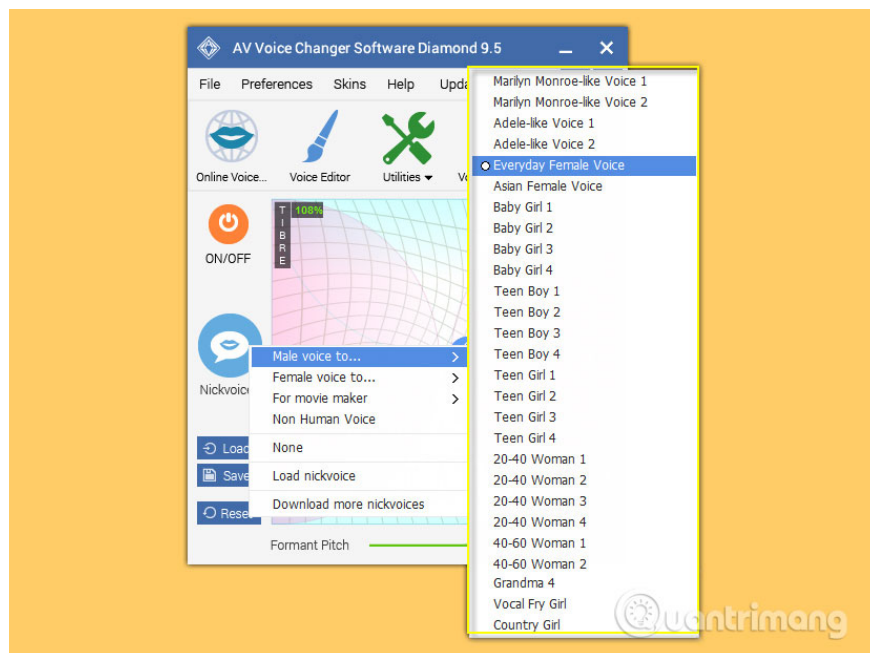 AV Voice Changer Software Diamond 9.5
File Preferences Skins Help
Online Voice... Voice Editor Utilities
ON/OFF
TIBRE
108%
Male voice to...
Female voice to...
For movie maker
Non Human Voice
None
Load nickvoice
Download more nickvoices
Load
Save
Reset
Formant Pitch
Marilyn Monroe-like Voice 1
Marilyn Monroe-like Voice 2
Adele-like Voice 1
Adele-like Voice 2
Everyday Female Voice
Asian Female Voice
Baby Girl 1
Baby Girl 2
Baby Girl 3
Baby Girl 4
Teen Boy 1
Teen Boy 2
Teen Boy 3
Teen Boy 4
Teen Girl 1
Teen Girl 2
Teen Girl 3
Teen Girl 4
20-40 Woman 1
20-40 Woman 2
20-40 Woman 3
20-40 Woman 4
40-60 Woman 1
40-60 Woman 2
Grandma 4
Vocal Fry Girl
Country Girl
Quantrimang